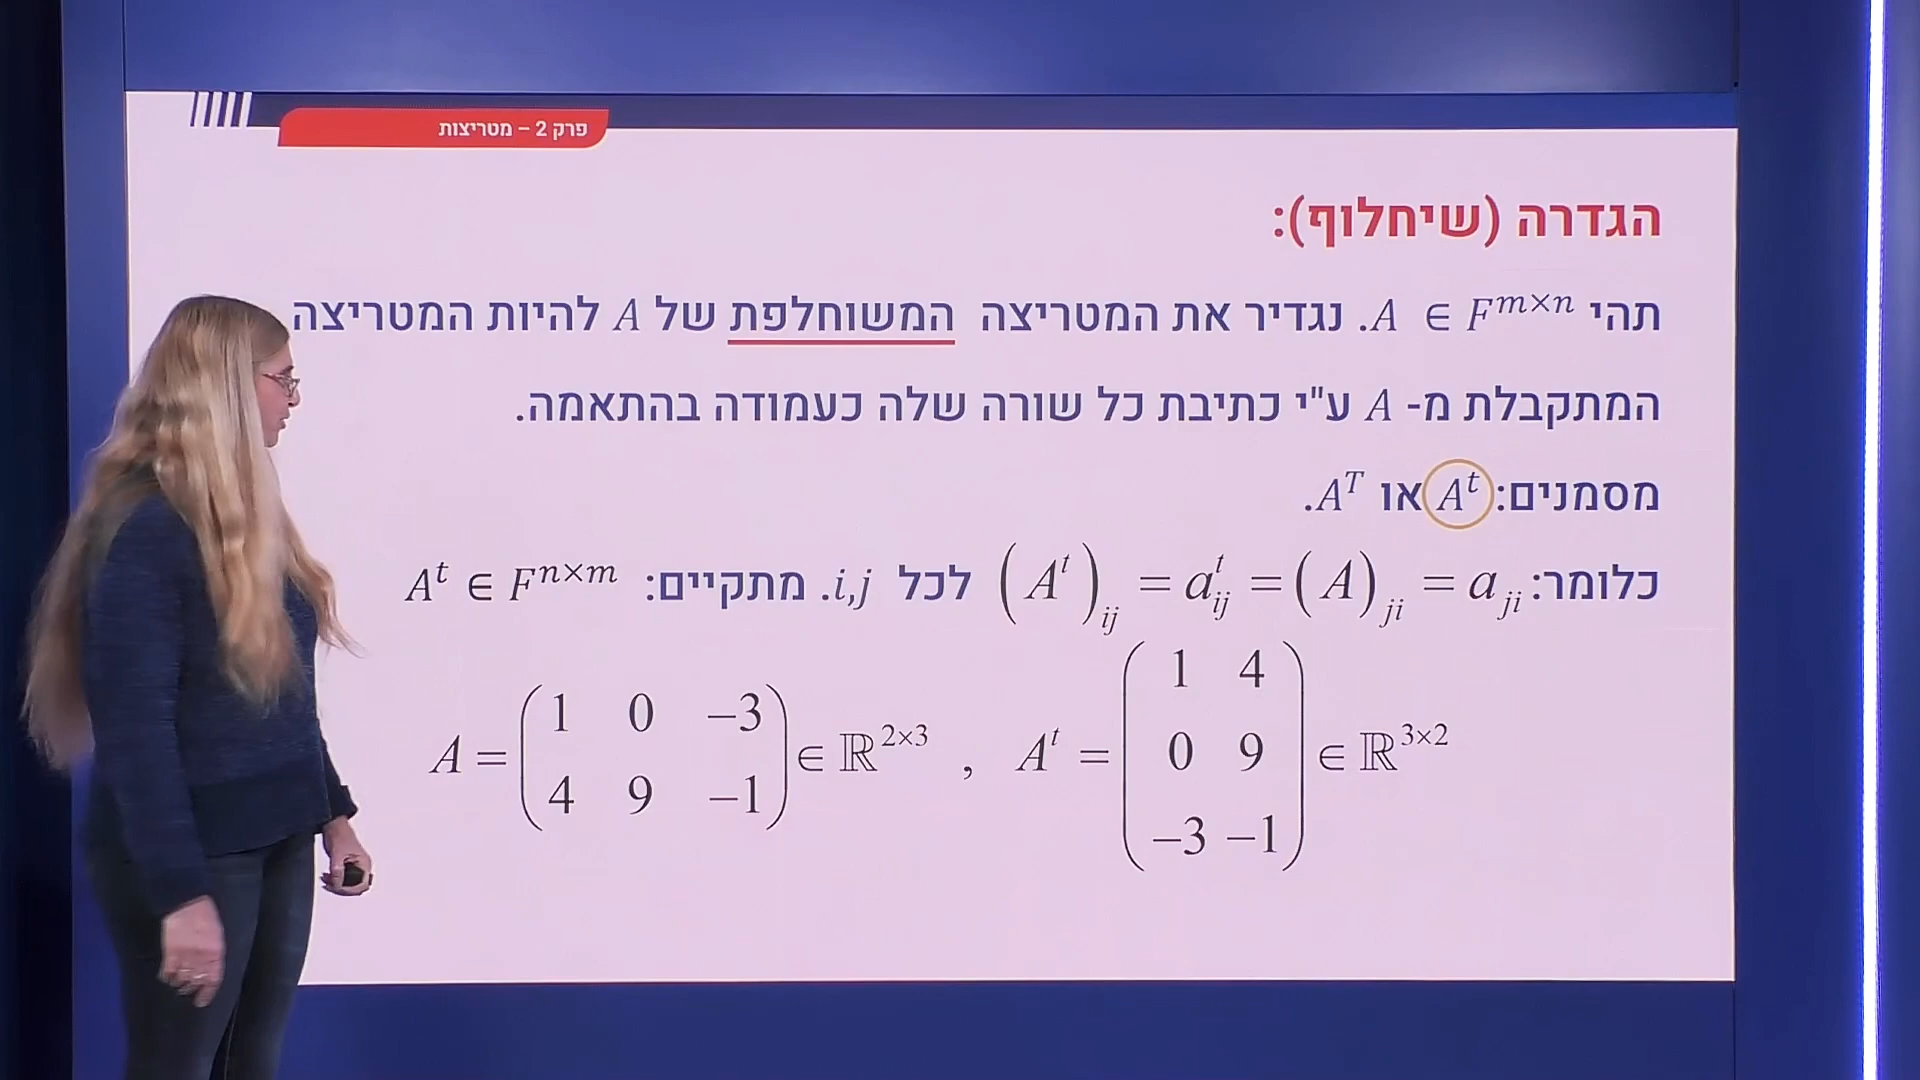 פרק 2 – מטריצות
הגדרה (שיחלוף):
תהי A ∈ F^{m×n}. נגדיר את המטריצה המשוחלפת של A להיות המטריצה
המתקבלת מ- A ע"י כתיבת כל שורה שלה כעמודה בהתאמה.
מסמנים: A^t או A^T.
כלומר: (A^t)_{ij} = a^t_{ij} = (A)_{ji} = a_{ji} לכל i,j. מתקיים: A^t ∈ F^{n×m}
A = (1 0 −3; 4 9 −1) ∈ ℝ^{2×3} , A^t = (1 4; 0 9; −3 −1) ∈ ℝ^{3×2}